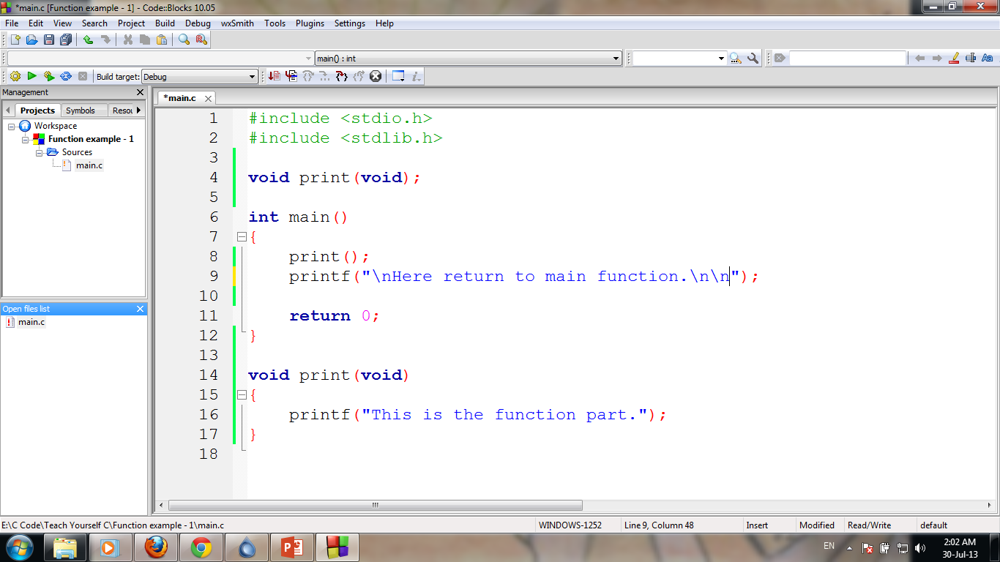 *main.c [Function example - 1] - Code::Blocks 10.05
File Edit View Search Project Build Debug wxSmith Tools Plugins Settings Help
main() : int
Build target: Debug
Management
Projects Symbols Resou
Workspace
Function example - 1
Sources
main.c
Open files list
main.c
*main.c
1 #include <stdio.h>
2 #include <stdlib.h>
3
4 void print(void);
5
6 int main()
7 {
8 print();
9 printf("\nHere return to main function.\n\n");
10
11 return 0;
12 }
13
14 void print(void)
15 {
16 printf("This is the function part.");
17 }
18
E:\C Code\Teach Yourself C\Function example - 1\main.c WINDOWS-1252 Line 9, Column 48 Insert Modified Read/Write default
EN
2:02 AM
30-Jul-13